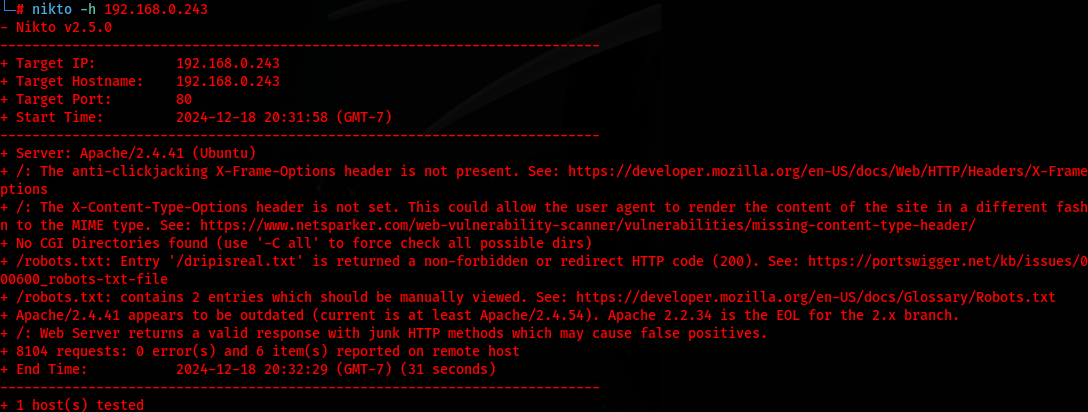 └─# nikto -h 192.168.0.243
- Nikto v2.5.0
---------------------------------------------------------------------------
+ Target IP:          192.168.0.243
+ Target Hostname:    192.168.0.243
+ Target Port:        80
+ Start Time:         2024-12-18 20:31:58 (GMT-7)
---------------------------------------------------------------------------
+ Server: Apache/2.4.41 (Ubuntu)
+ /: The anti-clickjacking X-Frame-Options header is not present. See: https://developer.mozilla.org/en-US/docs/Web/HTTP/Headers/X-Frame
ptions
+ /: The X-Content-Type-Options header is not set. This could allow the user agent to render the content of the site in a different fash
n to the MIME type. See: https://www.netsparker.com/web-vulnerability-scanner/vulnerabilities/missing-content-type-header/
+ No CGI Directories found (use '-C all' to force check all possible dirs)
+ /robots.txt: Entry '/dripisreal.txt' is returned a non-forbidden or redirect HTTP code (200). See: https://portswigger.net/kb/issues/0
00600_robots-txt-file
+ /robots.txt: contains 2 entries which should be manually viewed. See: https://developer.mozilla.org/en-US/docs/Glossary/Robots.txt
+ Apache/2.4.41 appears to be outdated (current is at least Apache/2.4.54). Apache 2.2.34 is the EOL for the 2.x branch.
+ /: Web Server returns a valid response with junk HTTP methods which may cause false positives.
+ 8104 requests: 0 error(s) and 6 item(s) reported on remote host
+ End Time:           2024-12-18 20:32:29 (GMT-7) (31 seconds)
---------------------------------------------------------------------------
+ 1 host(s) tested